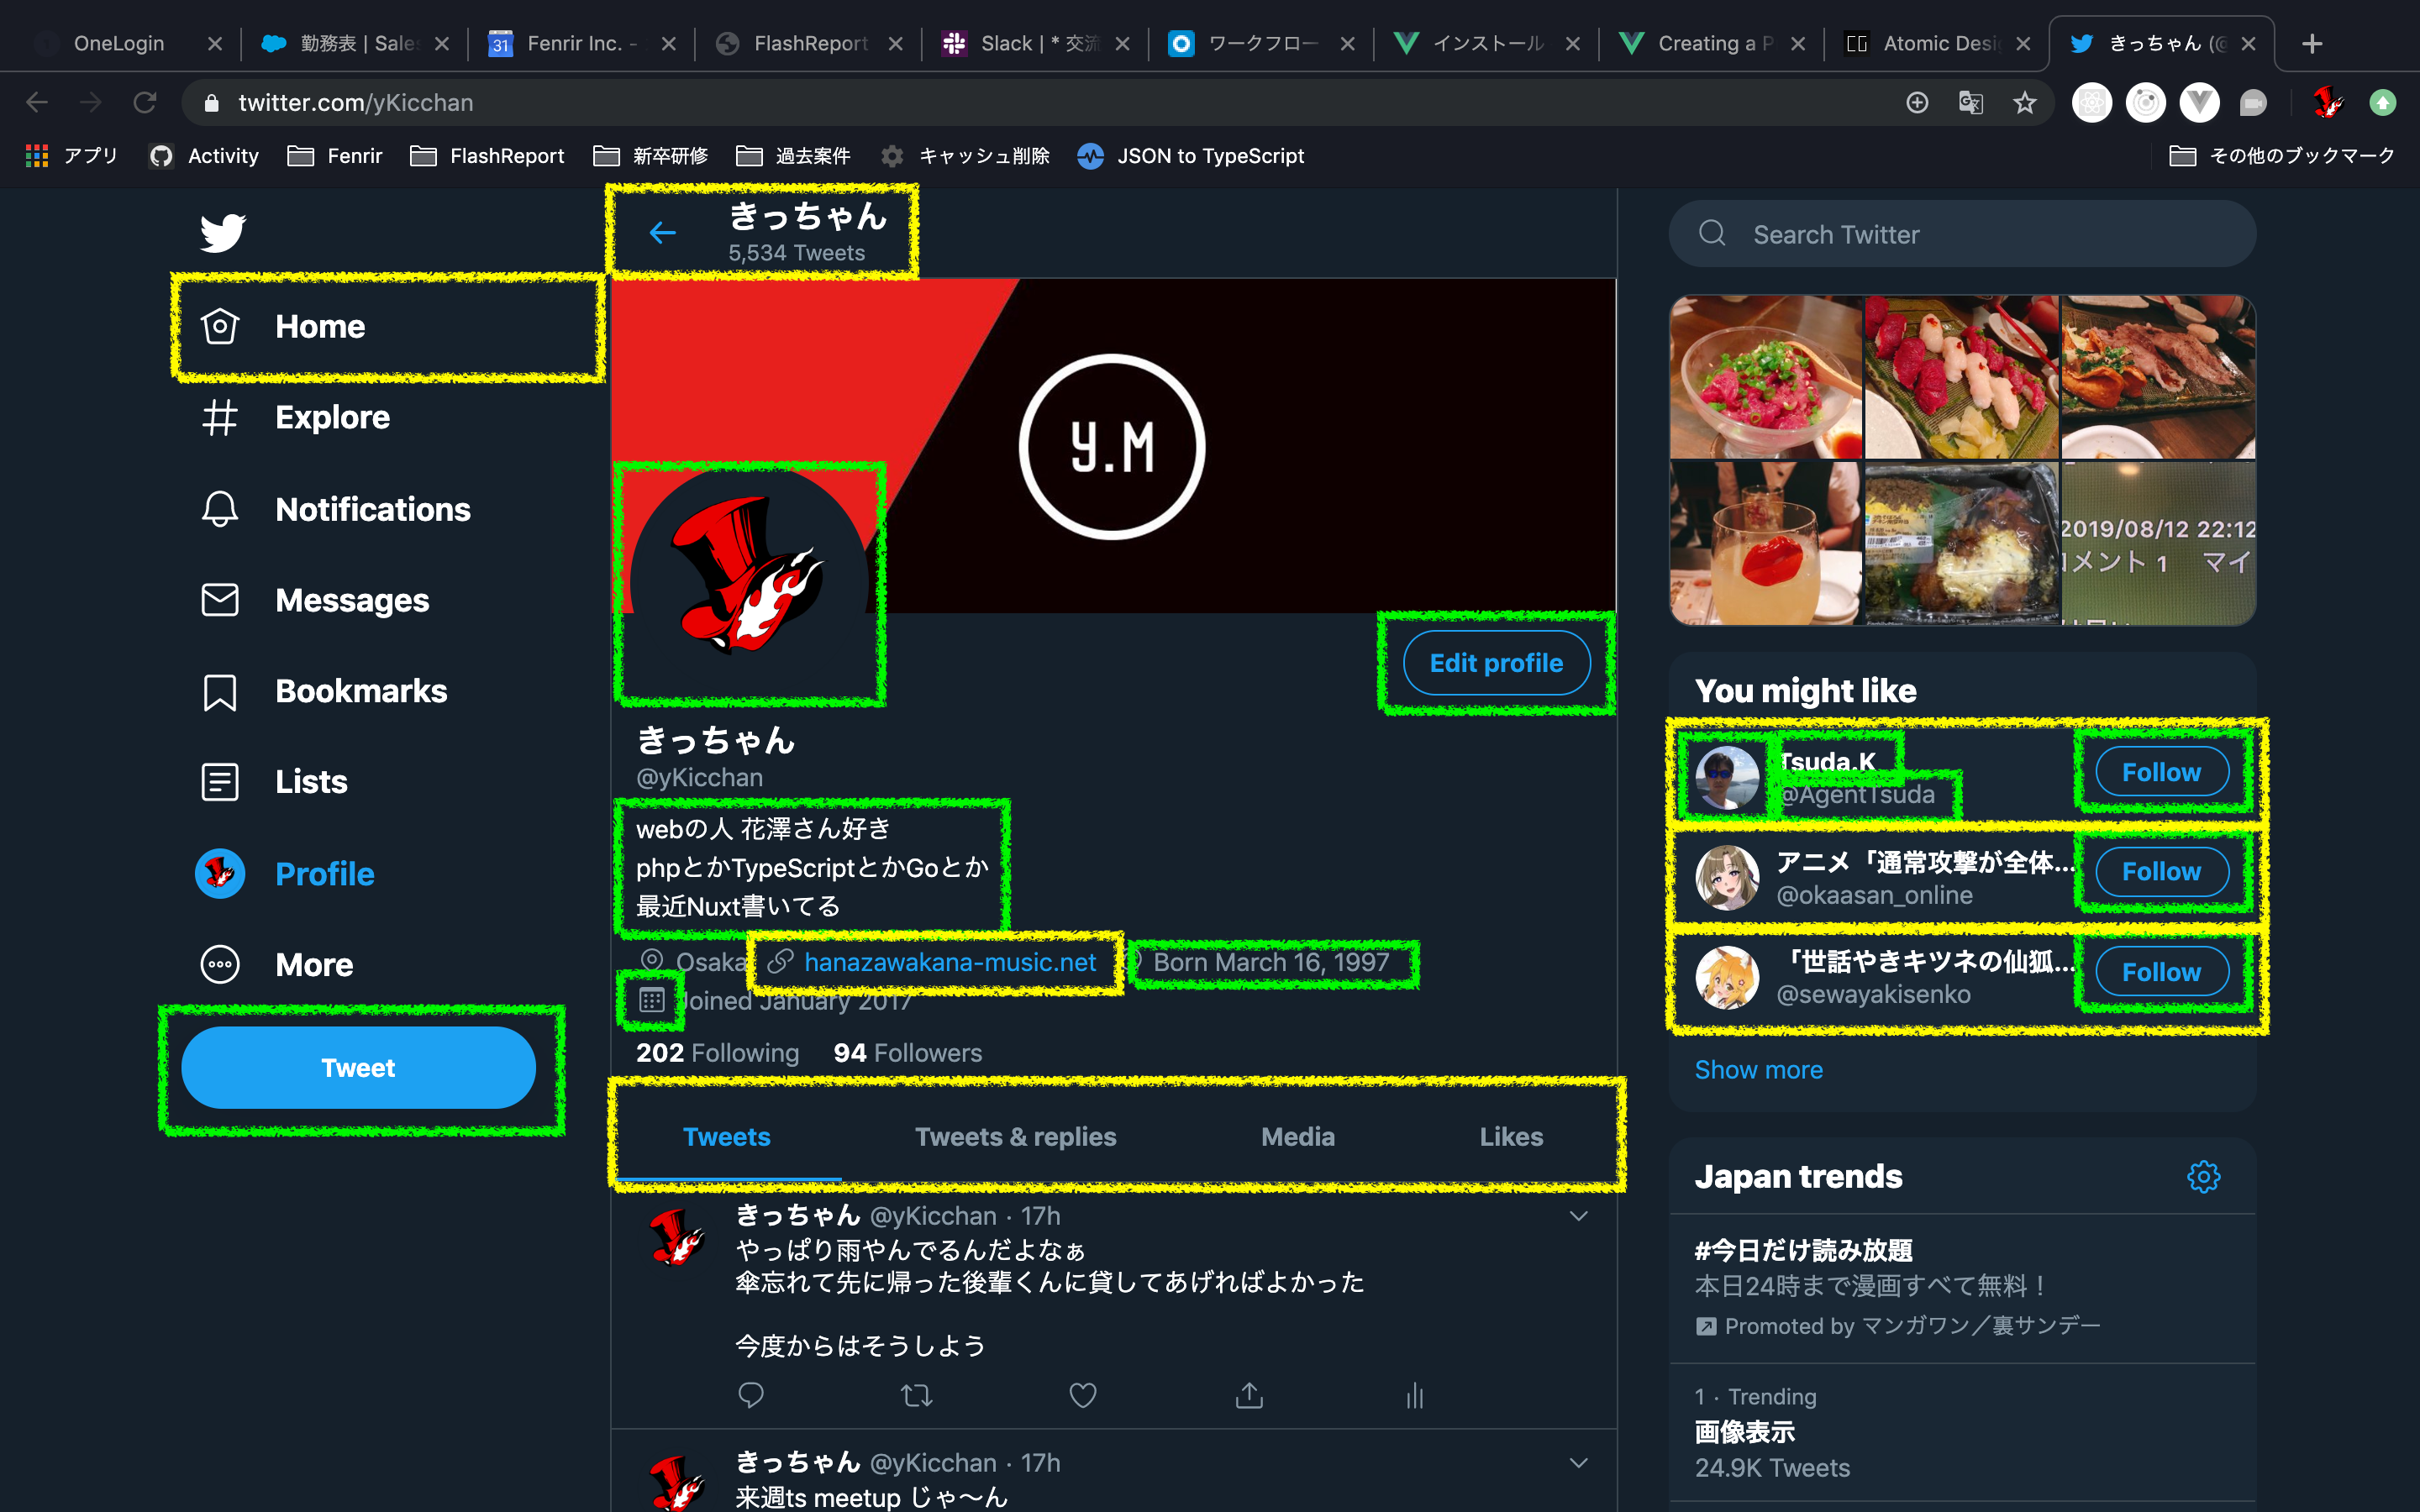 OneLogin
勤務表 | Sales
Fenrir Inc. -
FlashReport
Slack | * 交流
ワークフロー
インストール
Creating a P
Atomic Desi
きっちゃん (@
twitter.com/yKicchan
アプリ
Activity
Fenrir
FlashReport
新卒研修
過去案件
キャッシュ削除
JSON to TypeScript
その他のブックマーク
Home
Explore
Notifications
Messages
Bookmarks
Lists
Profile
More
Tweet
きっちゃん
5,534 Tweets
Y.M
Edit profile
きっちゃん
@yKicchan
webの人 花澤さん好き
phpとかTypeScriptとかGoとか
最近Nuxt書いてる
Osaka hanazawakana-music.net Born March 16, 1997
Joined January 2017
202 Following 94 Followers
Tweets Tweets & replies Media Likes
きっちゃん @yKicchan · 17h
やっぱり雨やんでるんだよなぁ
傘忘れて先に帰った後輩くんに貸してあげればよかった
今度からはそうしよう
きっちゃん @yKicchan · 17h
来週ts meetup じゃ〜ん
Search Twitter
2019/08/12 22:12
コメント 1 マイ
You might like
Tsuda.K
@AgentTsuda
Follow
アニメ「通常攻撃が全体...
@okaasan_online
Follow
「世話やきキツネの仙狐...
@sewayakisenko
Follow
Show more
Japan trends
#今日だけ読み放題
本日24時まで漫画すべて無料！
Promoted by マンガワン／裏サンデー
1 · Trending
画像表示
24.9K Tweets